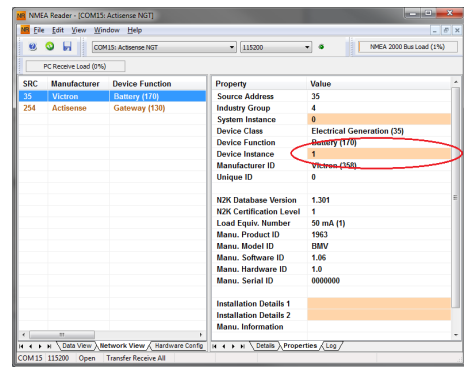 NMEA Reader - [COM15: Actisense NGT]
File Edit View Window Help
COM15: Actisense NGT 115200 NMEA 2000 Bus Load (1%)
PC Receive Load (0%)
SRC Manufacturer Device Function
35 Victron Battery (170)
254 Actisense Gateway (130)
Property Value
Source Address 35
Industry Group 4
System Instance 0
Device Class Electrical Generation (35)
Device Function Battery (170)
Device Instance 1
Manufacturer ID Victron (358)
Unique ID 0
N2K Database Version 1.301
N2K Certification Level 1
Load Equiv. Number 50 mA (1)
Manu. Product ID 1963
Manu. Model ID BMV
Manu. Software ID 1.06
Manu. Hardware ID 1.0
Manu. Serial ID 0000000
Installation Details 1
Installation Details 2
Manu. Information
Data View Network View Hardware Config Details Properties Log
COM 15 115200 Open Transfer Receive All